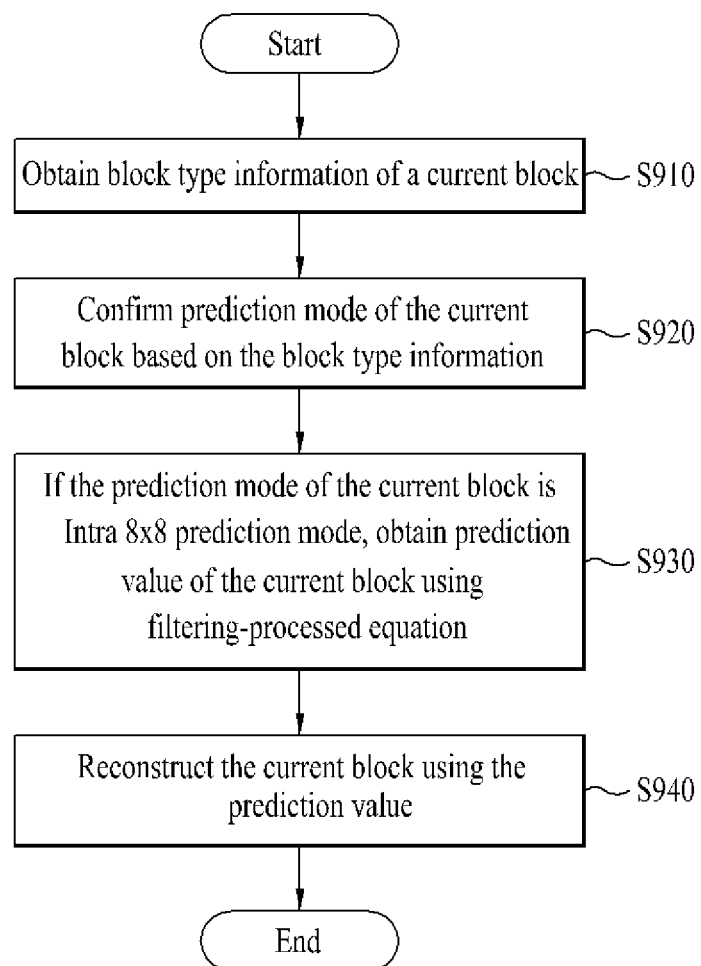 Start
Obtain block type information of a current block
S910
Confirm prediction mode of the current
block based on the block type information
S920
If the prediction mode of the current block is
Intra 8x8 prediction mode, obtain prediction
value of the current block using
filtering-processed equation
S930
Reconstruct the current block using the
prediction value
S940
End